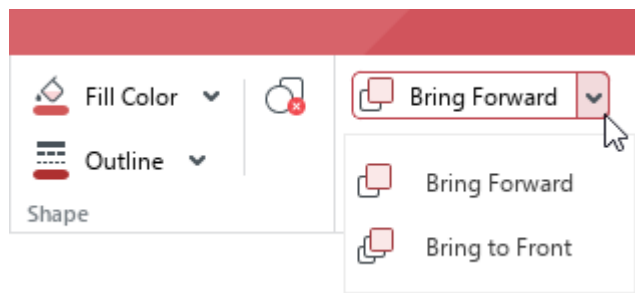 Fill Color
Outline
Shape
Bring Forward
Bring Forward
Bring to Front